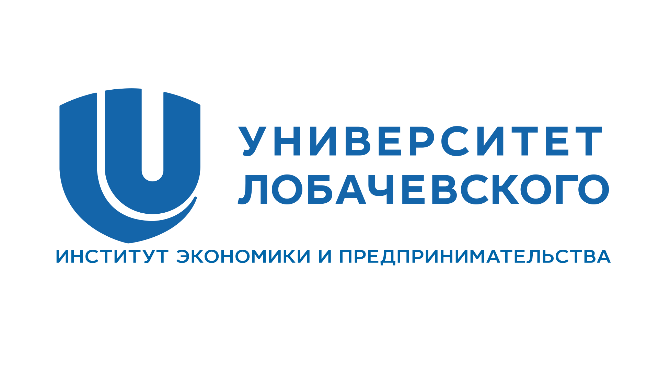 УНИВЕРСИТЕТ
ЛОБАЧЕВСКОГО
ИНСТИТУТ ЭКОНОМИКИ И ПРЕДПРИНИМАТЕЛЬСТВА